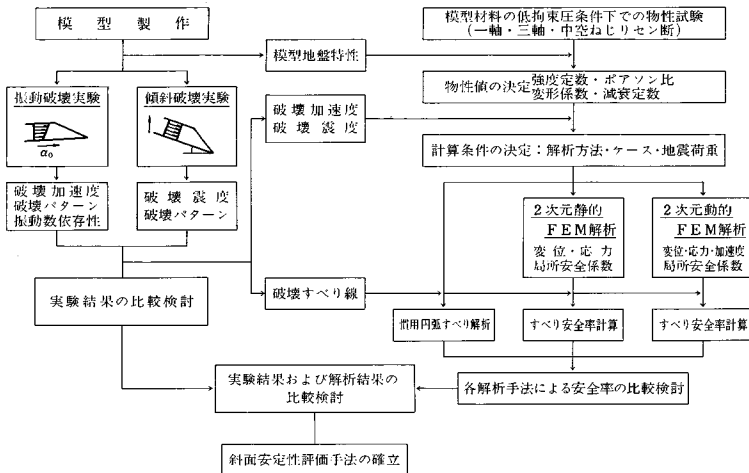 模型製作
模型材料の低拘束圧条件下での物性試験
（一軸・三軸・中空ねじりセン断）
模型地盤特性
物性値の決定 強度定数・ポアソン比
変形係数・減衰定数
振動破壊実験
α₀
傾斜破壊実験
破壊加速度
破壊震度
計算条件の決定：解析方法・ケース・地震荷重
破壊加速度
破壊パターン
振動数依存性
破壊震度
破壊パターン
2次元静的
FEM解析
変位・応力
局所安全係数
2次元動的
FEM解析
変位・応力・加速度
局所安全係数
実験結果の比較検討
破壊すべり線
慣用円弧すべり解析
すべり安全率計算
すべり安全率計算
実験結果および解析結果の
比較検討
各解析手法による安全率の比較検討
斜面安定性評価手法の確立